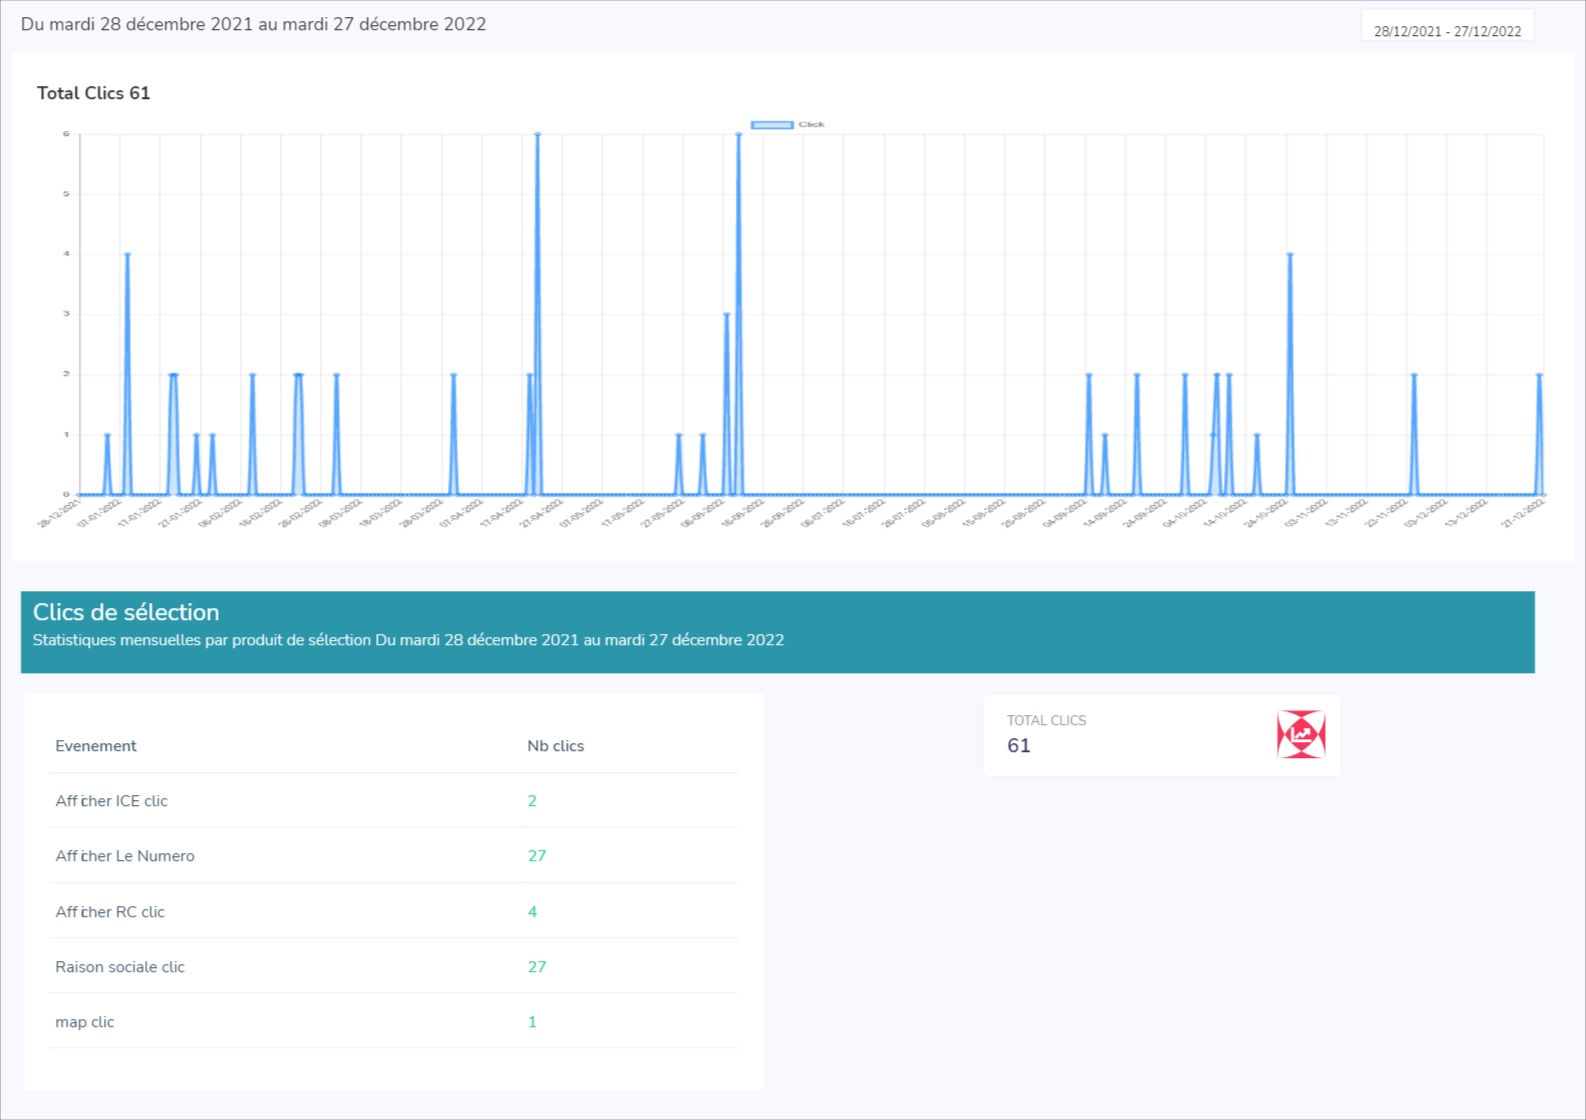 Du mardi 28 décembre 2021 au mardi 27 décembre 2022
28/12/2021 - 27/12/2022
Total Clics 61
Click
6
5
4
3
2
1
0
28-12-2021 07-01-2022 17-01-2022 27-01-2022 06-02-2022 16-02-2022 26-02-2022 08-03-2022 18-03-2022 28-03-2022 07-04-2022 17-04-2022 27-04-2022 07-05-2022 17-05-2022 27-05-2022 06-06-2022 16-06-2022 26-06-2022 06-07-2022 16-07-2022 26-07-2022 05-08-2022 15-08-2022 25-08-2022 04-09-2022 14-09-2022 24-09-2022 04-10-2022 14-10-2022 24-10-2022 03-11-2022 13-11-2022 23-11-2022 03-12-2022 13-12-2022 27-12-2022
Clics de sélection
Statistiques mensuelles par produit de sélection Du mardi 28 décembre 2021 au mardi 27 décembre 2022
Evenement Nb clics
Afficher ICE clic 2
Afficher Le Numero 27
Afficher RC clic 4
Raison sociale clic 27
map clic 1
TOTAL CLICS
61